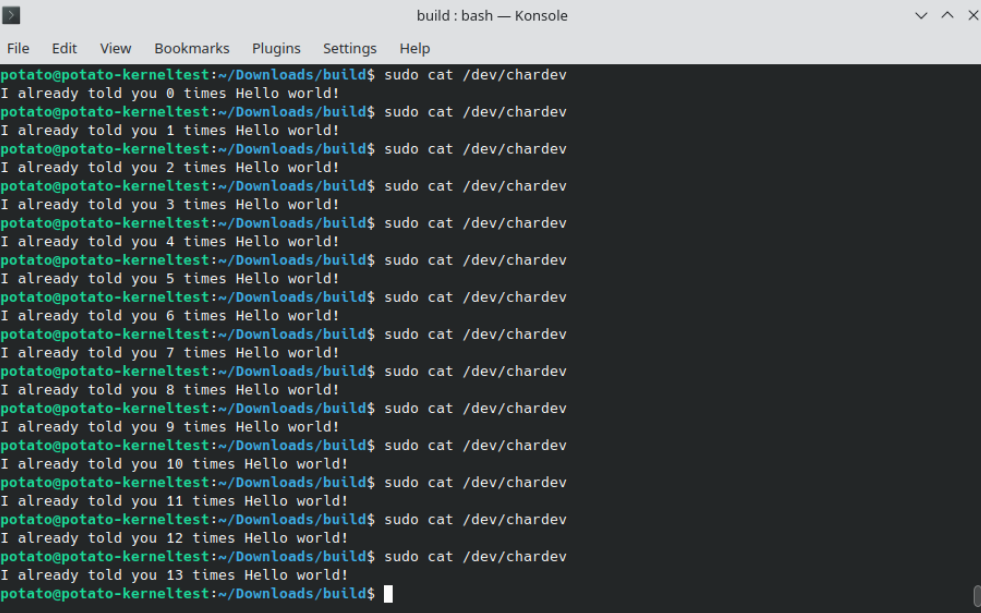 build : bash — Konsole
File Edit View Bookmarks Plugins Settings Help
potato@potato-kerneltest:~/Downloads/build$ sudo cat /dev/chardev
I already told you 0 times Hello world!
potato@potato-kerneltest:~/Downloads/build$ sudo cat /dev/chardev
I already told you 1 times Hello world!
potato@potato-kerneltest:~/Downloads/build$ sudo cat /dev/chardev
I already told you 2 times Hello world!
potato@potato-kerneltest:~/Downloads/build$ sudo cat /dev/chardev
I already told you 3 times Hello world!
potato@potato-kerneltest:~/Downloads/build$ sudo cat /dev/chardev
I already told you 4 times Hello world!
potato@potato-kerneltest:~/Downloads/build$ sudo cat /dev/chardev
I already told you 5 times Hello world!
potato@potato-kerneltest:~/Downloads/build$ sudo cat /dev/chardev
I already told you 6 times Hello world!
potato@potato-kerneltest:~/Downloads/build$ sudo cat /dev/chardev
I already told you 7 times Hello world!
potato@potato-kerneltest:~/Downloads/build$ sudo cat /dev/chardev
I already told you 8 times Hello world!
potato@potato-kerneltest:~/Downloads/build$ sudo cat /dev/chardev
I already told you 9 times Hello world!
potato@potato-kerneltest:~/Downloads/build$ sudo cat /dev/chardev
I already told you 10 times Hello world!
potato@potato-kerneltest:~/Downloads/build$ sudo cat /dev/chardev
I already told you 11 times Hello world!
potato@potato-kerneltest:~/Downloads/build$ sudo cat /dev/chardev
I already told you 12 times Hello world!
potato@potato-kerneltest:~/Downloads/build$ sudo cat /dev/chardev
I already told you 13 times Hello world!
potato@potato-kerneltest:~/Downloads/build$